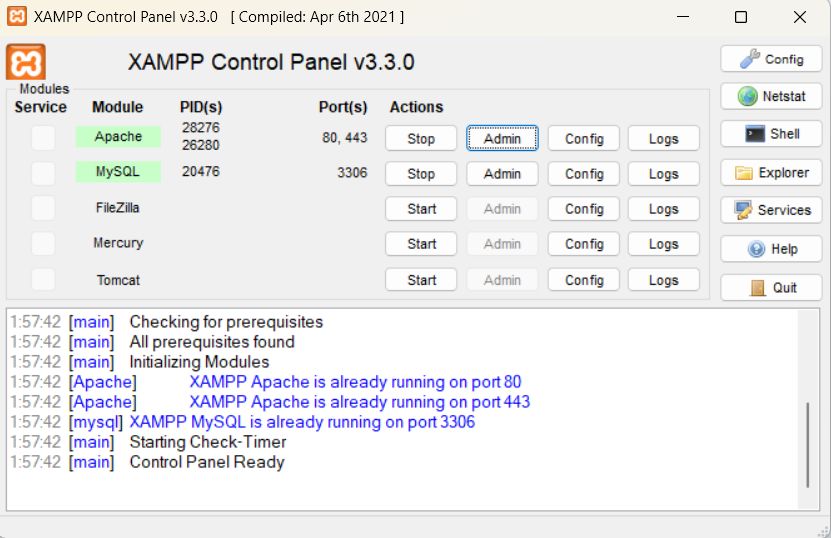 XAMPP Control Panel v3.3.0 [ Compiled: Apr 6th 2021 ]
XAMPP Control Panel v3.3.0
Config
Modules
Service Module PID(s) Port(s) Actions
Netstat
Apache 28276 26280 80, 443 Stop Admin Config Logs
Shell
MySQL 20476 3306 Stop Admin Config Logs
Explorer
FileZilla Start Admin Config Logs
Services
Mercury Start Admin Config Logs
Help
Tomcat Start Admin Config Logs
Quit
1:57:42 [main] Checking for prerequisites
1:57:42 [main] All prerequisites found
1:57:42 [main] Initializing Modules
1:57:42 [Apache] XAMPP Apache is already running on port 80
1:57:42 [Apache] XAMPP Apache is already running on port 443
1:57:42 [mysql] XAMPP MySQL is already running on port 3306
1:57:42 [main] Starting Check-Timer
1:57:42 [main] Control Panel Ready